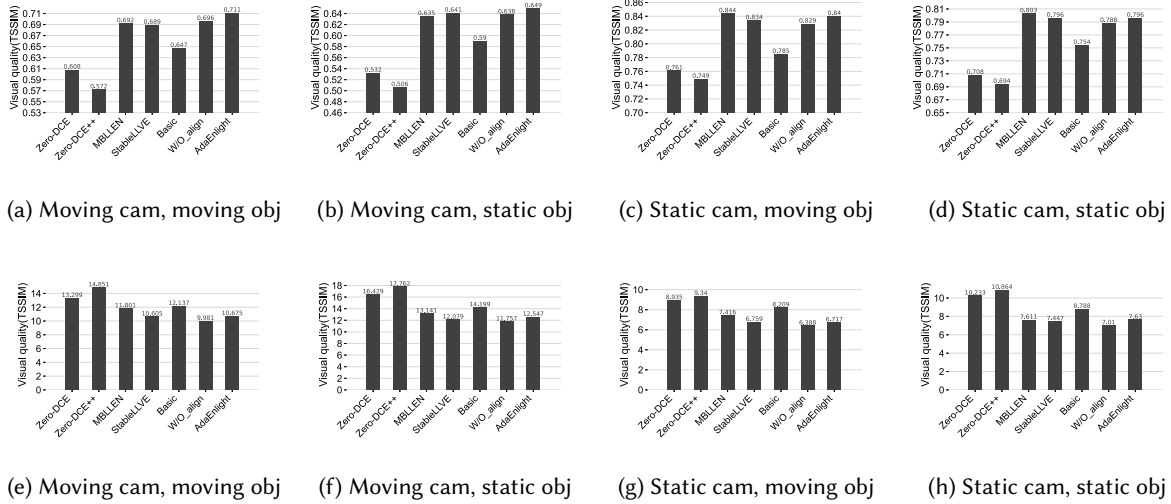 Visual quality(TSSIM)
0.71
0.69
0.67
0.65
0.63
0.61
0.59
0.57
0.55
0.53
0.608
0.572
0.692
0.689
0.647
0.696
0.711
Zero-DCE
Zero-DCE++
MBLLEN
StableLLVE
Basic
W/O_align
AdaEnlight
(a) Moving cam, moving obj
Visual quality(TSSIM)
0.64
0.62
0.60
0.58
0.56
0.54
0.52
0.50
0.48
0.46
0.532
0.506
0.635
0.641
0.59
0.638
0.649
Zero-DCE
Zero-DCE++
MBLLEN
StableLLVE
Basic
W/O_align
AdaEnlight
(b) Moving cam, static obj
Visual quality(TSSIM)
0.86
0.84
0.82
0.80
0.78
0.76
0.74
0.72
0.70
0.761
0.749
0.844
0.834
0.785
0.829
0.84
Zero-DCE
Zero-DCE++
MBLLEN
StableLLVE
Basic
W/O_align
AdaEnlight
(c) Static cam, moving obj
Visual quality(TSSIM)
0.81
0.79
0.77
0.75
0.73
0.71
0.69
0.67
0.65
0.708
0.694
0.803
0.796
0.754
0.788
0.796
Zero-DCE
Zero-DCE++
MBLLEN
StableLLVE
Basic
W/O_align
AdaEnlight
(d) Static cam, static obj
Visual quality(TSSIM)
14
12
10
8
6
4
2
0
13.299
14.851
11.801
10.605
12.137
9.981
10.675
Zero-DCE
Zero-DCE++
MBLLEN
StableLLVE
Basic
W/O_align
AdaEnlight
(e) Moving cam, moving obj
Visual quality(TSSIM)
18
16
14
12
10
8
6
4
2
0
16.429
17.762
13.141
12.079
14.199
11.757
12.547
Zero-DCE
Zero-DCE++
MBLLEN
StableLLVE
Basic
W/O_align
AdaEnlight
(f) Moving cam, static obj
Visual quality(TSSIM)
10
8
6
4
2
0
8.935
9.34
7.416
6.759
8.209
6.388
6.717
Zero-DCE
Zero-DCE++
MBLLEN
StableLLVE
Basic
W/O_align
AdaEnlight
(g) Static cam, moving obj
Visual quality(TSSIM)
10
8
6
4
2
0
10.233
10.864
7.611
7.447
8.788
7.01
7.63
Zero-DCE
Zero-DCE++
MBLLEN
StableLLVE
Basic
W/O_align
AdaEnlight
(h) Static cam, static obj